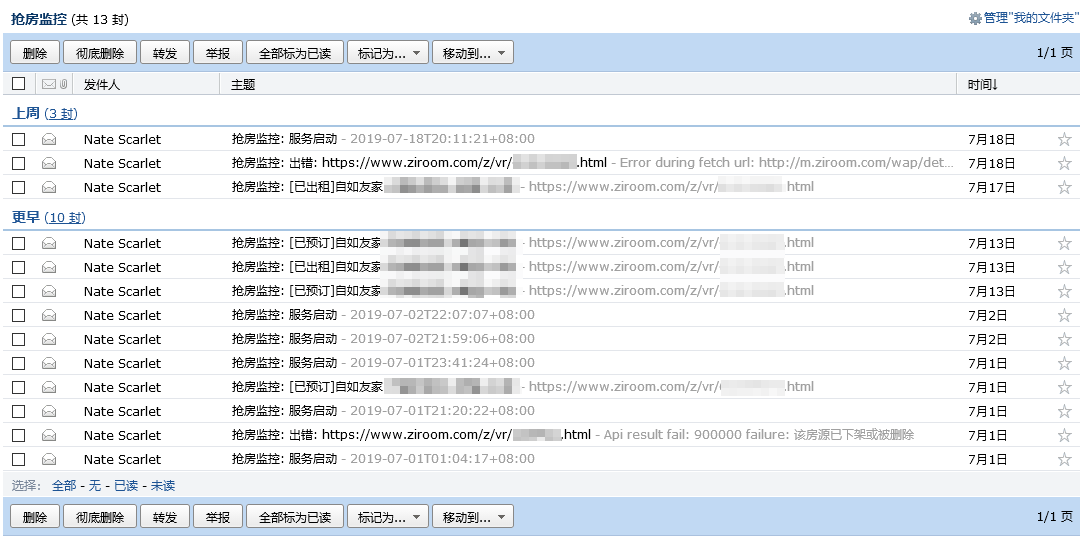 抢房监控 (共 13 封) 管理"我的文件夹"
删除 彻底删除 转发 举报 全部标为已读 标记为... 移动到... 1/1 页
发件人 主题 时间↓
上周 (3 封)
Nate Scarlet 抢房监控: 服务启动 - 2019-07-18T20:11:21+08:00 7月18日
Nate Scarlet 抢房监控: 出错: https://www.ziroom.com/z/vr/ .html - Error during fetch url: http://m.ziroom.com/wap/det... 7月18日
Nate Scarlet 抢房监控: [已出租]自如友家 - https://www.ziroom.com/z/vr/ html 7月17日
更早 (10 封)
Nate Scarlet 抢房监控: [已预订]自如友家 - https://www.ziroom.com/z/vr/ .html 7月13日
Nate Scarlet 抢房监控: [已出租]自如友家 - https://www.ziroom.com/z/vr/ .html 7月13日
Nate Scarlet 抢房监控: [已预订]自如友家 - https://www.ziroom.com/z/vr/ .html 7月13日
Nate Scarlet 抢房监控: 服务启动 - 2019-07-02T22:07:07+08:00 7月2日
Nate Scarlet 抢房监控: 服务启动 - 2019-07-02T21:59:06+08:00 7月2日
Nate Scarlet 抢房监控: 服务启动 - 2019-07-01T23:41:24+08:00 7月1日
Nate Scarlet 抢房监控: [已预订]自如友家 - https://www.ziroom.com/z/vr/ .html 7月1日
Nate Scarlet 抢房监控: 服务启动 - 2019-07-01T21:20:22+08:00 7月1日
Nate Scarlet 抢房监控: 出错: https://www.ziroom.com/z/vr/ .html - Api result fail: 900000 failure: 该房源已下架或被删除 7月1日
Nate Scarlet 抢房监控: 服务启动 - 2019-07-01T01:04:17+08:00 7月1日
选择: 全部 - 无 - 已读 - 未读
删除 彻底删除 转发 举报 全部标为已读 标记为... 移动到... 1/1 页